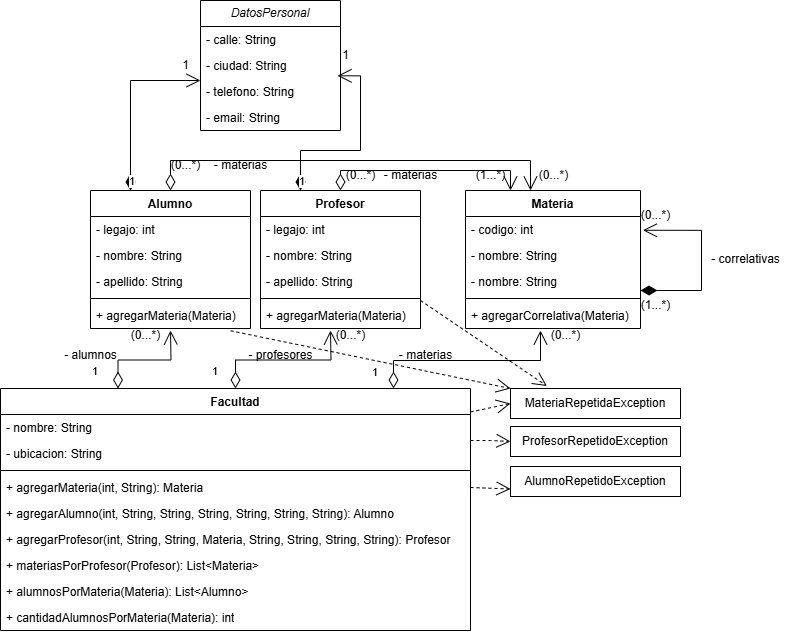 DatosPersonal
- calle: String
- ciudad: String
- telefono: String
- email: String
1
1
(0...*)
- materias
(0...*)
- materias
(1...*)
(0...*)
1
1
Alumno
- legajo: int
- nombre: String
- apellido: String
+ agregarMateria(Materia)
Profesor
- legajo: int
- nombre: String
- apellido: String
+ agregarMateria(Materia)
Materia
- codigo: int
- nombre: String
- nombre: String
+ agregarCorrelativa(Materia)
(0...*)
- correlativas
(1...*)
(0...*)
- alumnos
1
(0...*)
- profesores
1
(0...*)
- materias
1
Facultad
- nombre: String
- ubicacion: String
+ agregarMateria(int, String): Materia
+ agregarAlumno(int, String, String, String, String, String, String): Alumno
+ agregarProfesor(int, String, String, Materia, String, String, String, String): Profesor
+ materiasPorProfesor(Profesor): List<Materia>
+ alumnosPorMateria(Materia): List<Alumno>
+ cantidadAlumnosPorMateria(Materia): int
MateriaRepetidaException
ProfesorRepetidoException
AlumnoRepetidoException